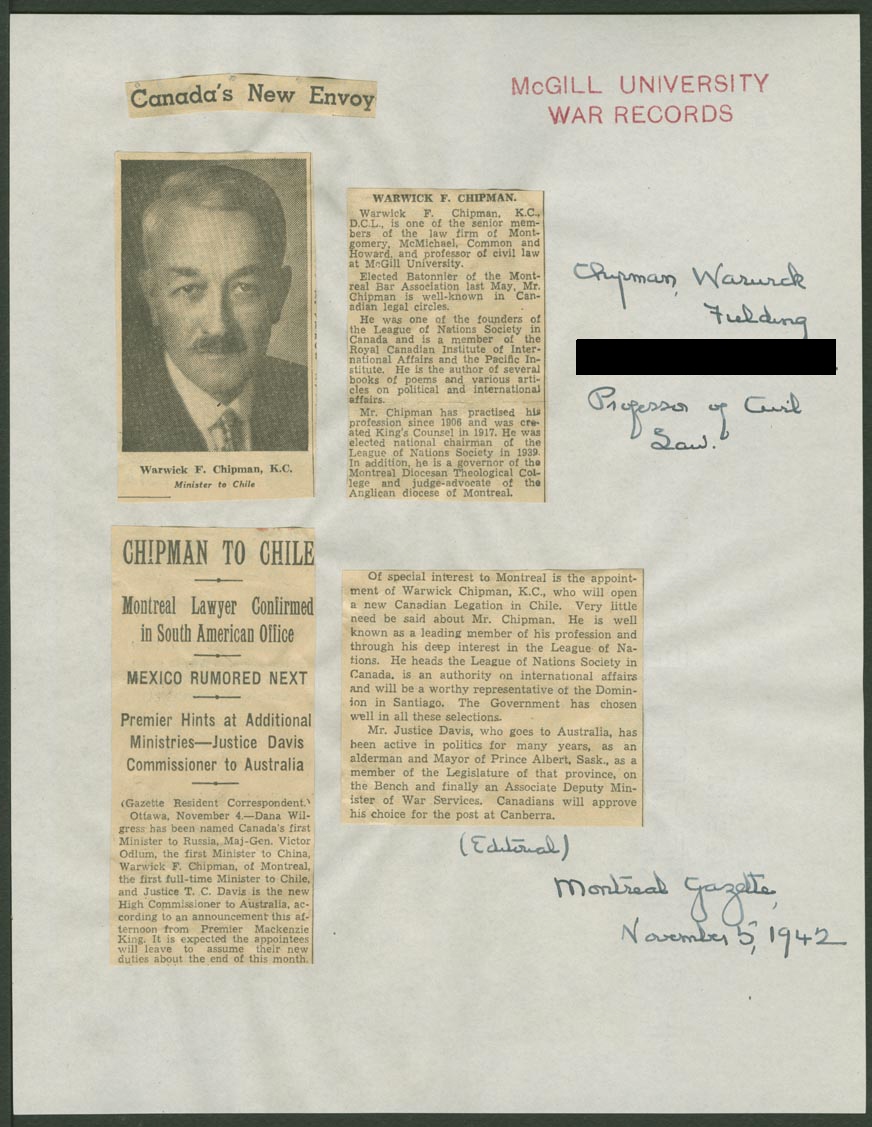 Canada's New Envoy
McGILL UNIVERSITY
WAR RECORDS
Warwick F. Chipman, K.C.
Minister to Chile
WARWICK F. CHIPMAN.
Warwick F. Chipman, K.C.,
D.C.L., is one of the senior mem-
bers of the law firm of Mont-
gomery, McMichael, Common and
Howard, and professor of civil law
at McGill University.
Elected Batonnier of the Mont-
real Bar Association last May, Mr.
Chipman is well-known in Can-
adian legal circles.
He was one of the founders of
the League of Nations Society in
Canada and is a member of the
Royal Canadian Institute of Inter-
national Affairs and the Pacific In-
stitute. He is the author of several
books of poems and various arti-
cles on political and international
affairs.
Mr. Chipman has practised his
profession since 1906 and was cre-
ated King's Counsel in 1917. He was
elected national chairman of the
League of Nations Society in 1939.
In addition, he is a governor of the
Montreal Diocesan Theological Col-
lege and judge-advocate of the
Anglican diocese of Montreal.
Chipman, Warwick
Fielding
Professor of Civil
Law.
CHIPMAN TO CHILE
Montreal Lawyer Confirmed
in South American Office
MEXICO RUMORED NEXT
Premier Hints at Additional
Ministries—Justice Davis
Commissioner to Australia
(Gazette Resident Correspondent.)
Ottawa, November 4.—Dana Wil-
gress has been named Canada's first
Minister to Russia, Maj-Gen. Victor
Odlum, the first Minister to China,
Warwick F. Chipman, of Montreal,
the first full-time Minister to Chile,
and Justice T. C. Davis is the new
High Commissioner to Australia, ac-
cording to an announcement this af-
ternoon from Premier Mackenzie
King. It is expected the appointees
will leave to assume their new
duties about the end of this month.
Of special interest to Montreal is the appoint-
ment of Warwick Chipman, K.C., who will open
a new Canadian Legation in Chile. Very little
need be said about Mr. Chipman. He is well
known as a leading member of his profession and
through his deep interest in the League of Na-
tions. He heads the League of Nations Society in
Canada, is an authority on international affairs
and will be a worthy representative of the Domin-
ion in Santiago. The Government has chosen
well in all these selections.
Mr. Justice Davis, who goes to Australia, has
been active in politics for many years, as an
alderman and Mayor of Prince Albert, Sask., as a
member of the Legislature of that province, on
the Bench and finally an Associate Deputy Min-
ister of War Services. Canadians will approve
his choice for the post at Canberra.
(Editorial)
Montreal Gazette,
November 5, 1942